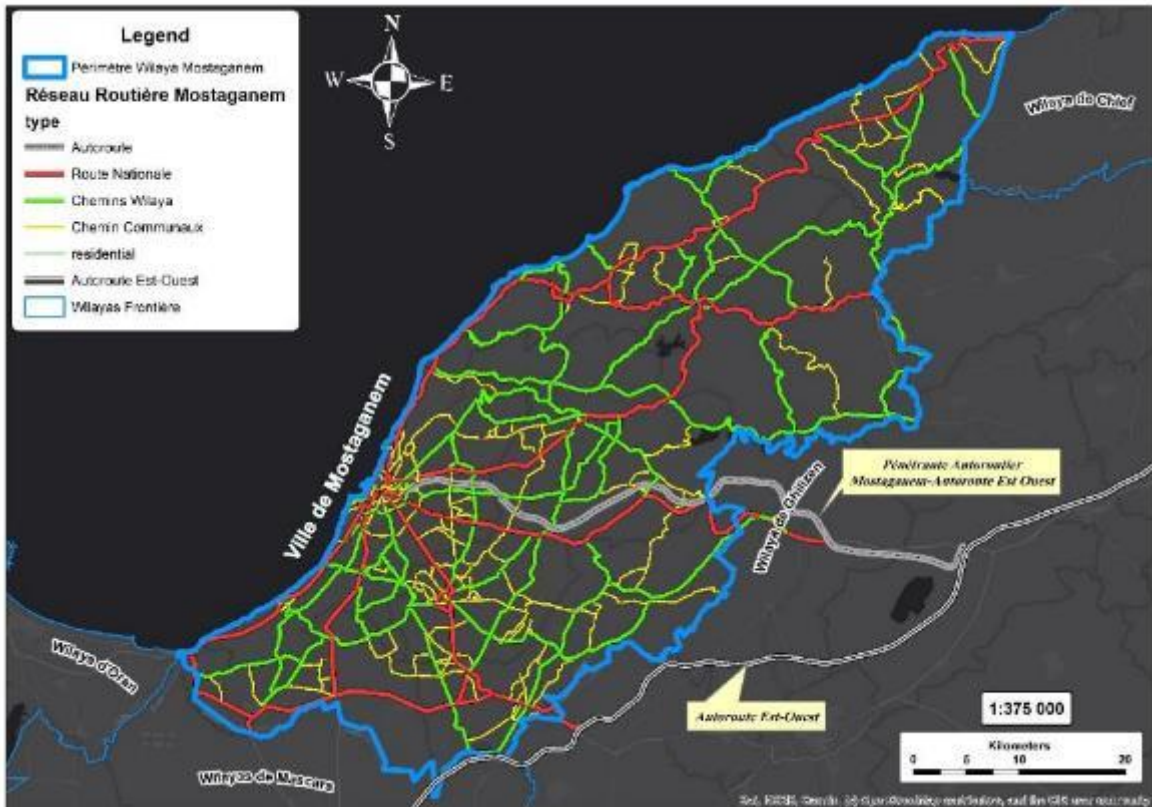 Legend
Périmètre Wilaya Mostaganem
Réseau Routière Mostaganem
type
Autoroute
Route Nationale
Chemins Wilaya
Chemin Communaux
residential
Autoroute Est-Ouest
Wilayas Frontière
N
W E
S
Wilaya de Chlef
Ville de Mostaganem
Pénétrante Autoroutier
Mostaganem-Autoroute Est Ouest
Wilaya de Ghilizen
Wilaya d'Oran
Autoroute Est-Ouest
Wilayas de Mascara
1:375 000
Kilometers
0 5 10 20